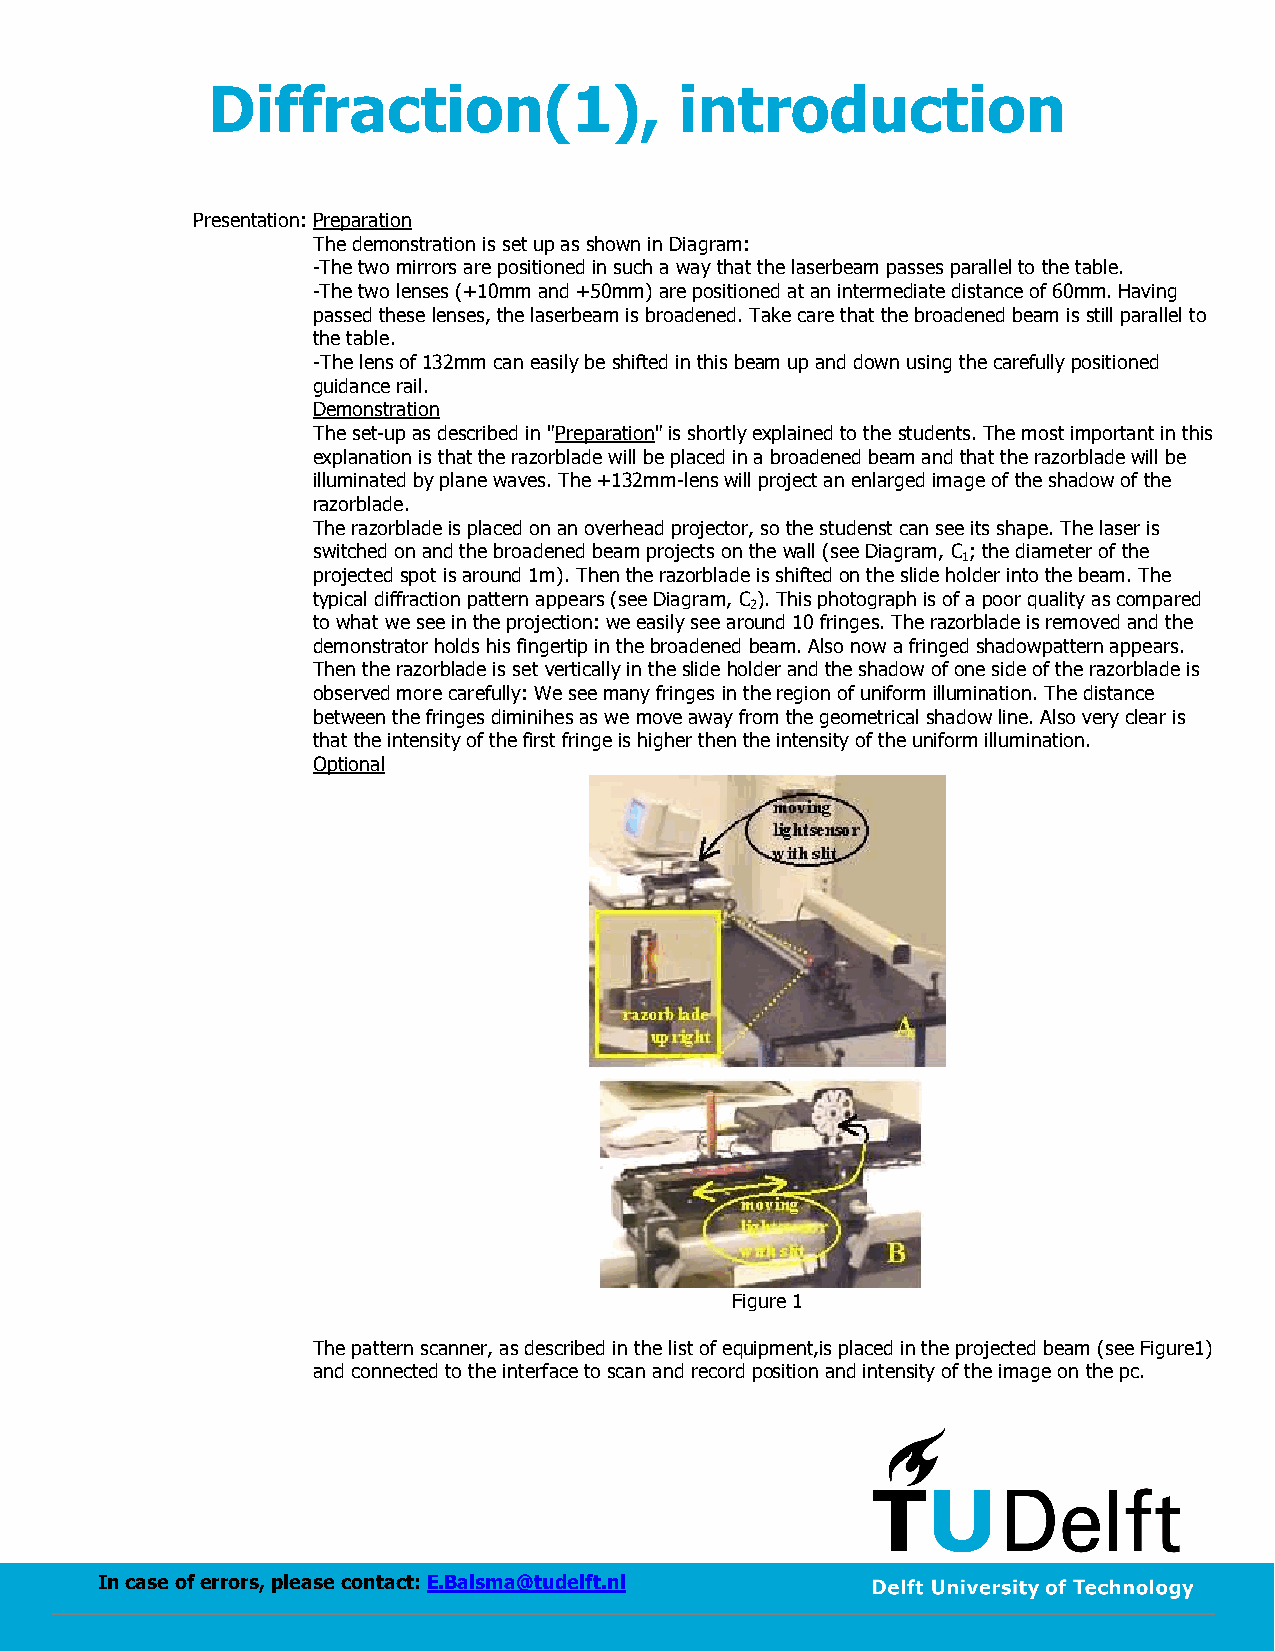 Diffraction(1), introduction
Presentation: Preparation
The demonstration is set up as shown in Diagram:
-The two mirrors are positioned in such a way that the laserbeam passes parallel to the table.
-The two lenses (+10mm and +50mm) are positioned at an intermediate distance of 60mm. Having
passed these lenses, the laserbeam is broadened. Take care that the broadened beam is still parallel to
the table.
-The lens of 132mm can easily be shifted in this beam up and down using the carefully positioned
guidance rail.
Demonstration
The set-up as described in "Preparation" is shortly explained to the students. The most important in this
explanation is that the razorblade will be placed in a broadened beam and that the razorblade will be
illuminated by plane waves. The +132mm-lens will project an enlarged image of the shadow of the
razorblade.
The razorblade is placed on an overhead projector, so the studenst can see its shape. The laser is
switched on and the broadened beam projects on the wall (see Diagram, C₁; the diameter of the
projected spot is around 1m). Then the razorblade is shifted on the slide holder into the beam. The
typical diffraction pattern appears (see Diagram, C₂). This photograph is of a poor quality as compared
to what we see in the projection: we easily see around 10 fringes. The razorblade is removed and the
demonstrator holds his fingertip in the broadened beam. Also now a fringed shadowpattern appears.
Then the razorblade is set vertically in the slide holder and the shadow of one side of the razorblade is
observed more carefully: We see many fringes in the region of uniform illumination. The distance
between the fringes diminihes as we move away from the geometrical shadow line. Also very clear is
that the intensity of the first fringe is higher then the intensity of the uniform illumination.
Optional
moving
lightsensor
with slit
razorblade
upright
A
moving
lightsensor
with slit
B
Figure 1
The pattern scanner, as described in the list of equipment,is placed in the projected beam (see Figure1)
and connected to the interface to scan and record position and intensity of the image on the pc.
TUDelft
In case of errors, please contact: E.Balsma@tudelft.nl
Delft University of Technology